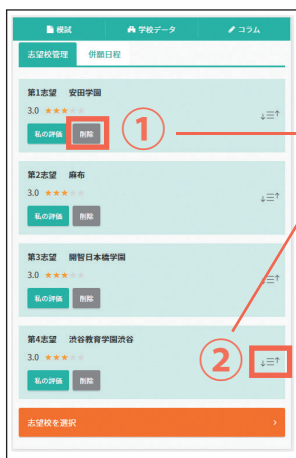 模試 学校データ コラム
志望校管理 併願日程
第1志望 安田学園
3.0 ★★★★★
私の評価 削除
①
第2志望 麻布
3.0 ★★★★★
私の評価 削除
第3志望 開智日本橋学園
3.0 ★★★★★
私の評価 削除
第4志望 渋谷教育学園渋谷
3.0 ★★★★★
私の評価 削除
②
志望校を選択 ›